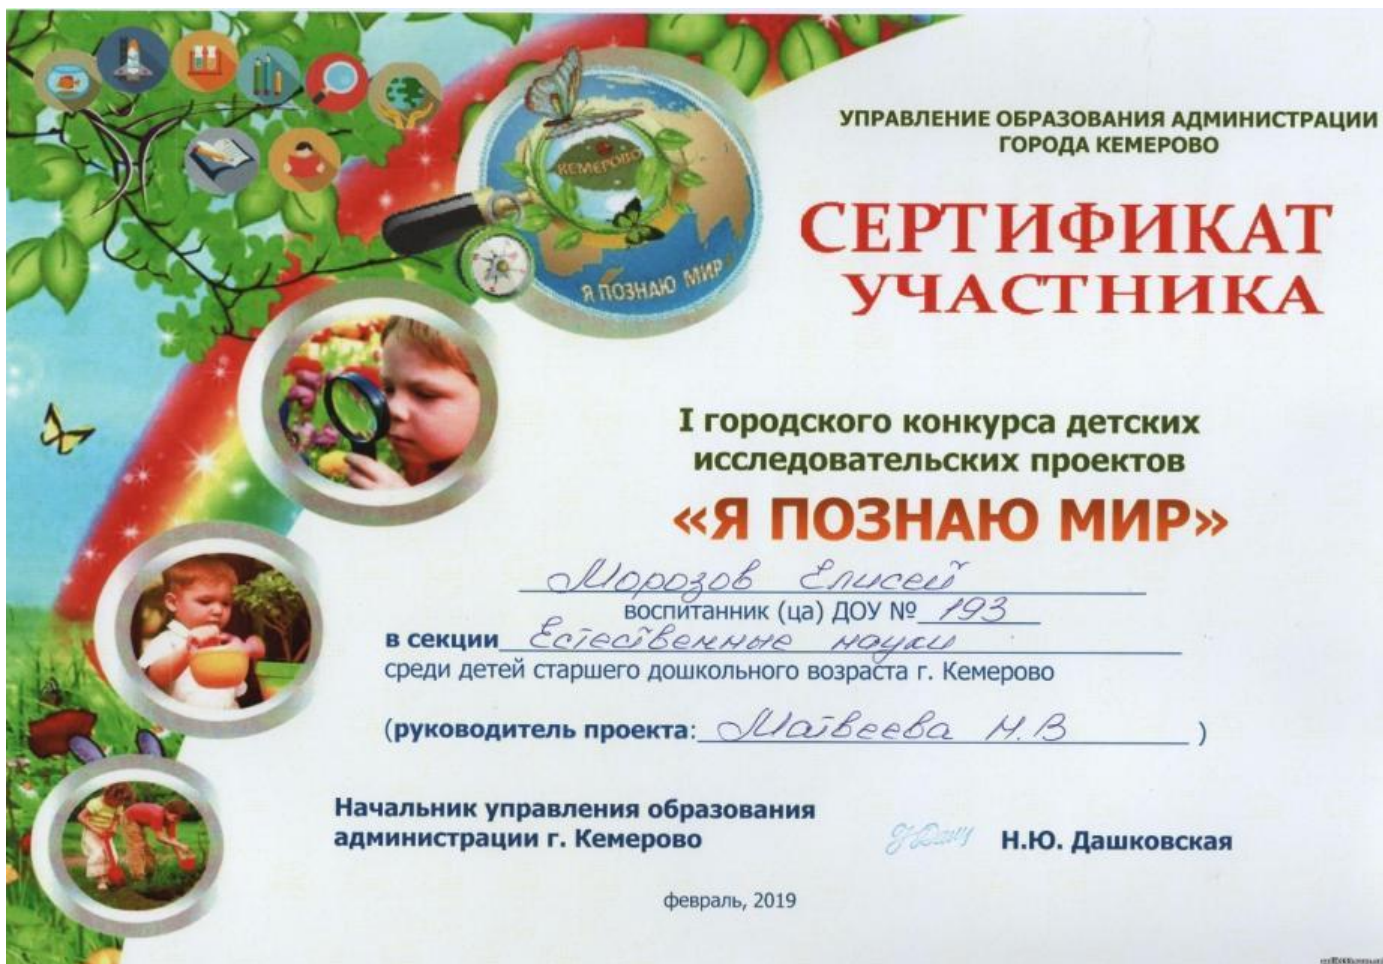 УПРАВЛЕНИЕ ОБРАЗОВАНИЯ АДМИНИСТРАЦИИ
ГОРОДА КЕМЕРОВО
СЕРТИФИКАТ
УЧАСТНИКА
КЕМЕРОВО
Я ПОЗНАЮ МИР
I городского конкурса детских
исследовательских проектов
«Я ПОЗНАЮ МИР»
Морозов Елисей
воспитанник (ца) ДОУ № 193
в секции Естественные науки
среди детей старшего дошкольного возраста г. Кемерово
(руководитель проекта: Матвеева Н.В )
Начальник управления образования
администрации г. Кемерово
Н.Ю. Дашковская
февраль, 2019